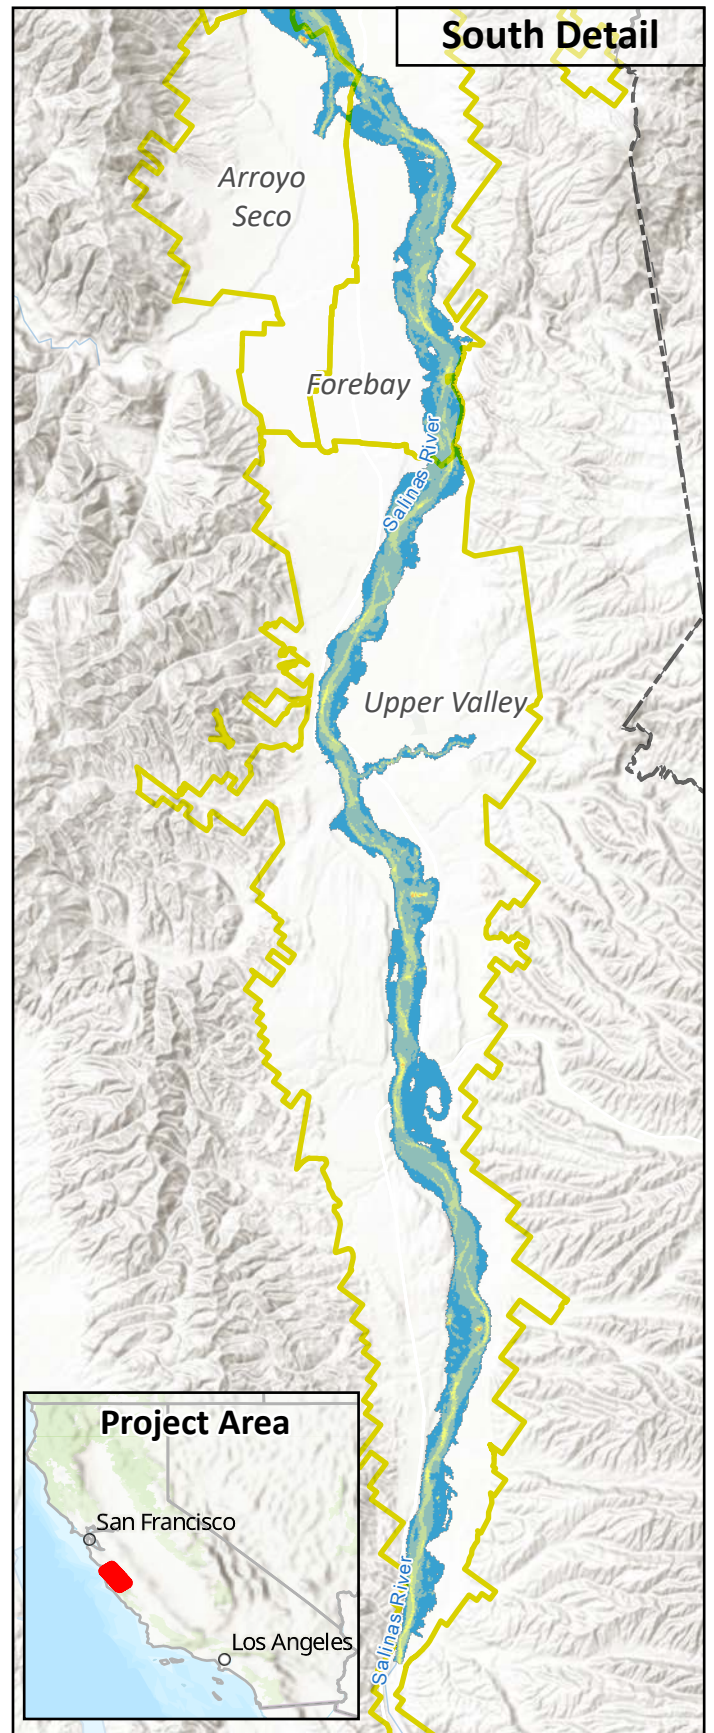 South Detail
Arroyo
Seco
Forebay
Salinas River
Upper Valley
Project Area
San Francisco
Los Angeles
Salinas River